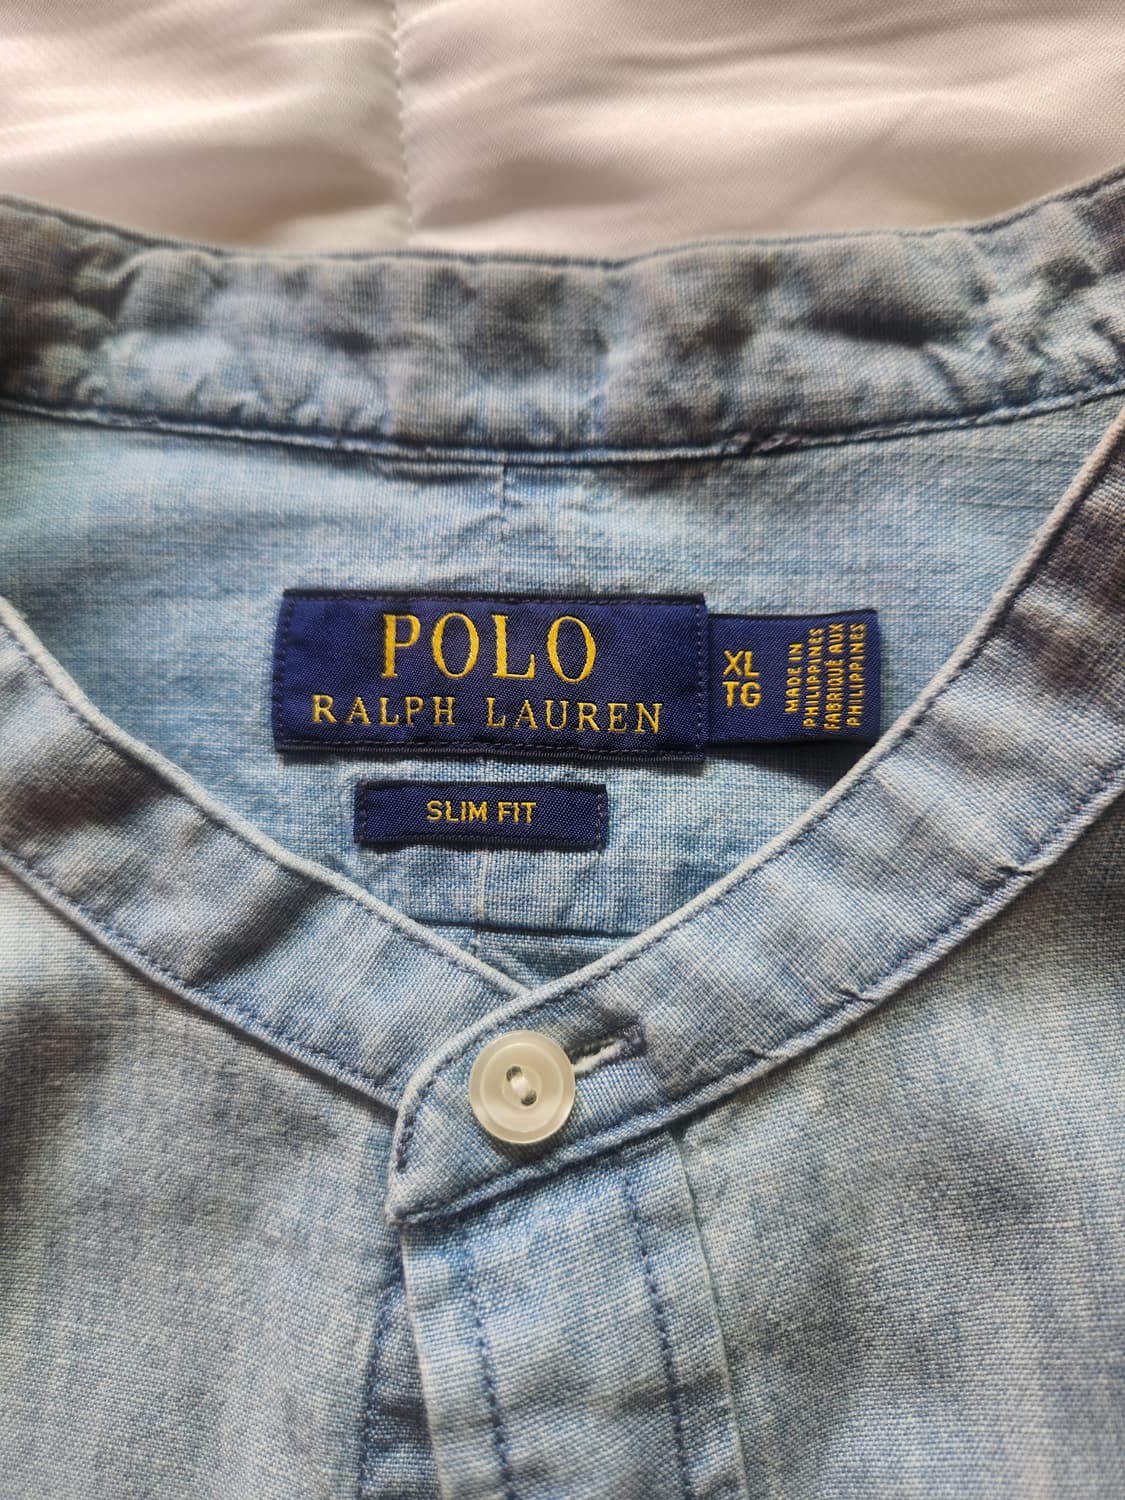 POLO
RALPH LAUREN
XL
TG
MADE IN
PHILIPPINES
FABRIQUÉ AUX
PHILIPPINES
SLIM FIT